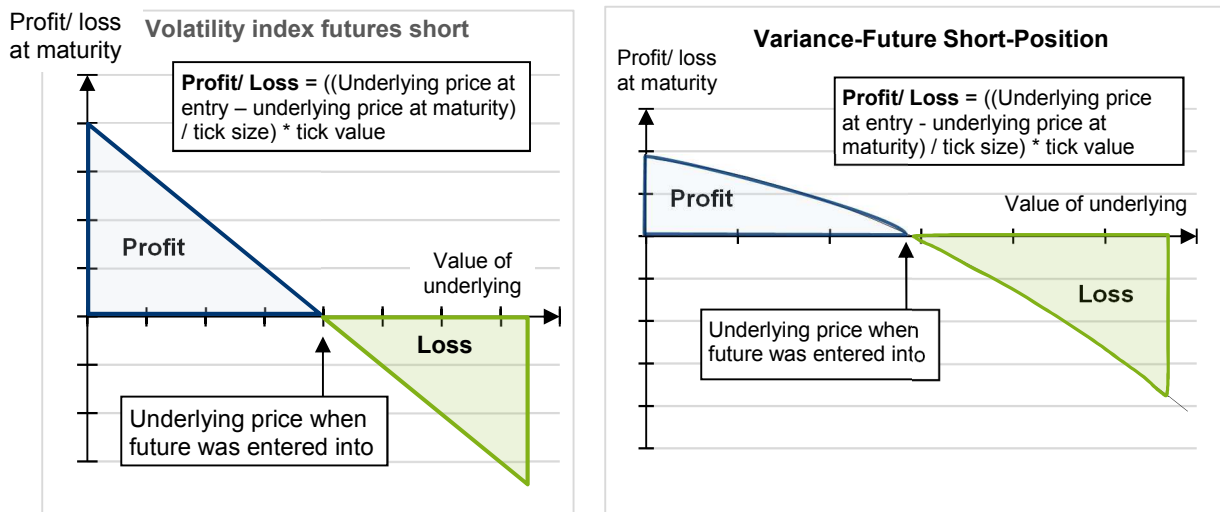 Profit/ loss
at maturity
Volatility index futures short
Profit/ Loss = ((Underlying price at
entry – underlying price at maturity)
/ tick size) * tick value
Profit
Value of
underlying
Loss
Underlying price when
future was entered into
Variance-Future Short-Position
Profit/ loss
at maturity
Profit/ Loss = ((Underlying price
at entry - underlying price at
maturity) / tick size) * tick value
Profit
Value of underlying
Loss
Underlying price when
future was entered into